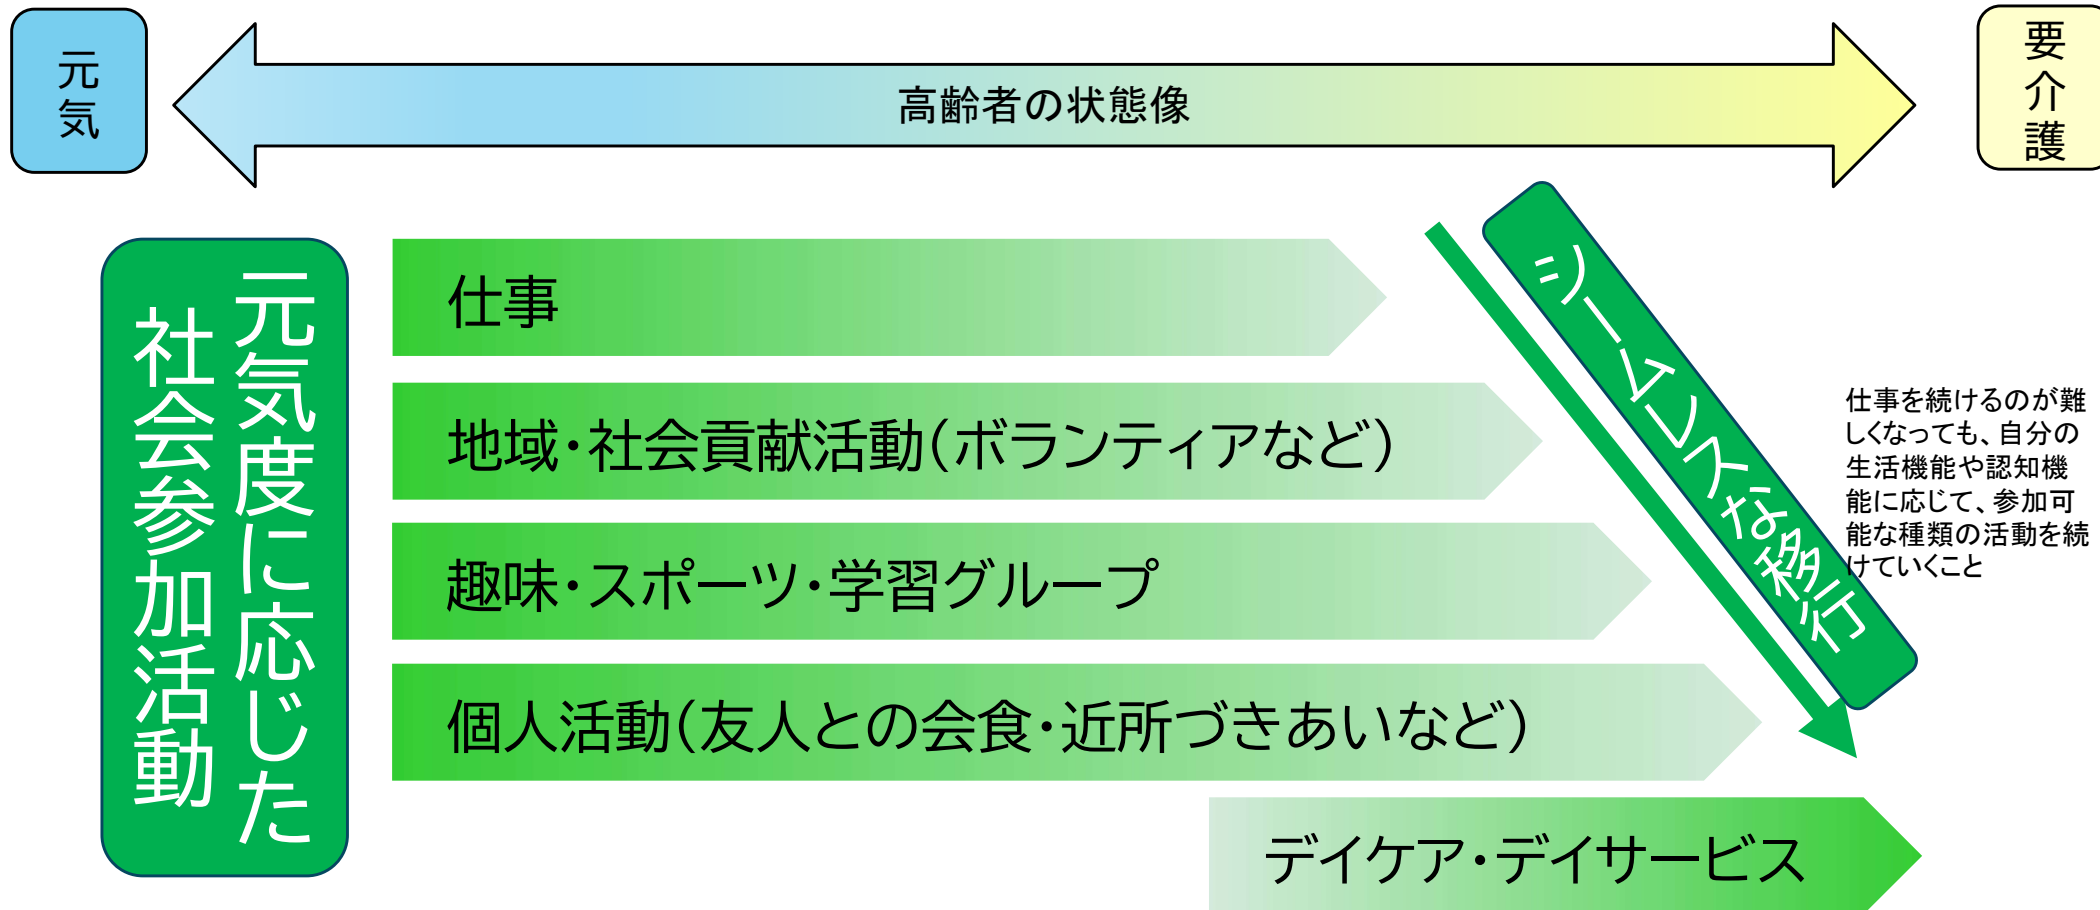 元気
高齢者の状態像
要介護
元気度に応じた
社会参加活動
仕事
地域・社会貢献活動(ボランティアなど)
趣味・スポーツ・学習グループ
個人活動(友人との会食・近所づきあいなど)
デイケア・デイサービス
シームレスな移行
仕事を続けるのが難
しくなっても、自分の
生活機能や認知機
能に応じて、参加可
能な種類の活動を続
けていくこと